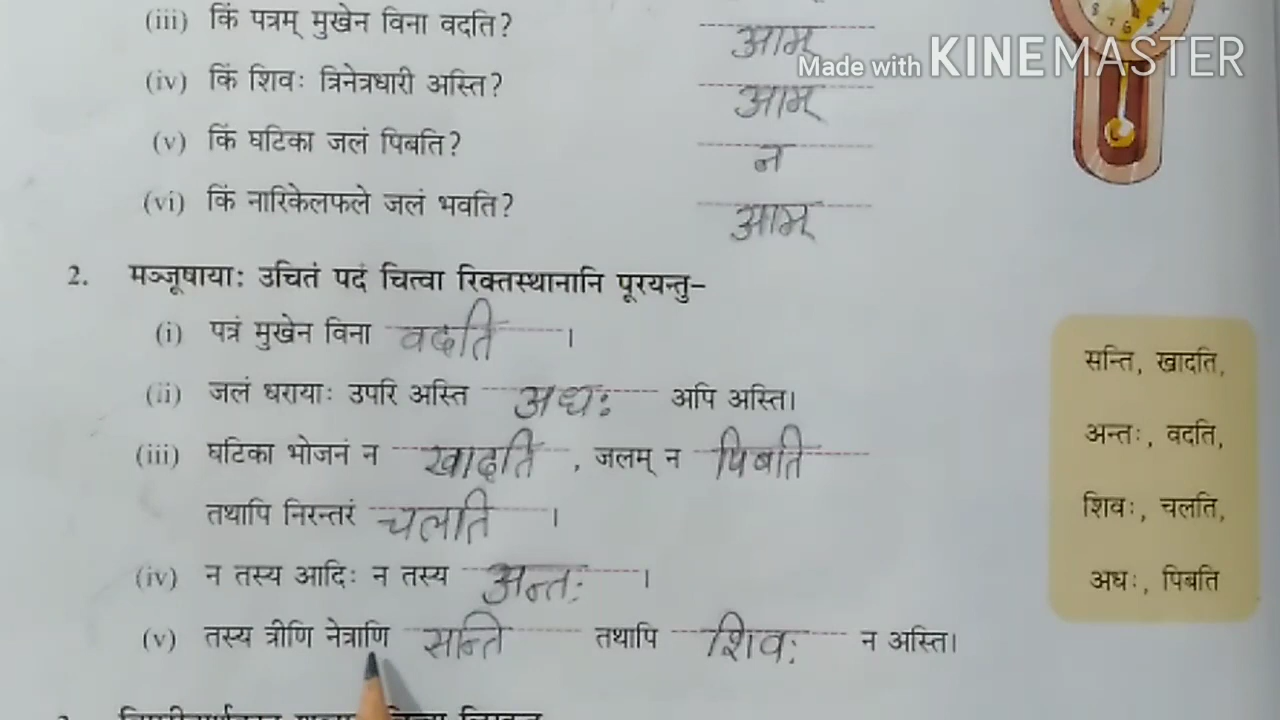 (iii) किं पत्रम् मुखेन विना वदति? आम्
Made with KINEMASTER
(iv) किं शिवः त्रिनेत्रधारी अस्ति? आम्
(v) किं घटिका जलं पिबति? न
(vi) किं नारिकेलफले जलं भवति? आम्
2. मञ्जूषायाः उचितं पदं चित्वा रिक्तस्थानानि पूरयन्तु-
(i) पत्रं मुखेन विना वदति ।
(ii) जलं धरायाः उपरि अस्ति अधः अपि अस्ति।
(iii) घटिका भोजनं न खादति , जलम् न पिबति
तथापि निरन्तरं चलति ।
(iv) न तस्य आदिः न तस्य अन्तः ।
(v) तस्य त्रीणि नेत्राणि सन्ति तथापि शिवः न अस्ति।
सन्ति, खादति,
अन्तः, वदति,
शिवः, चलति,
अधः, पिबति